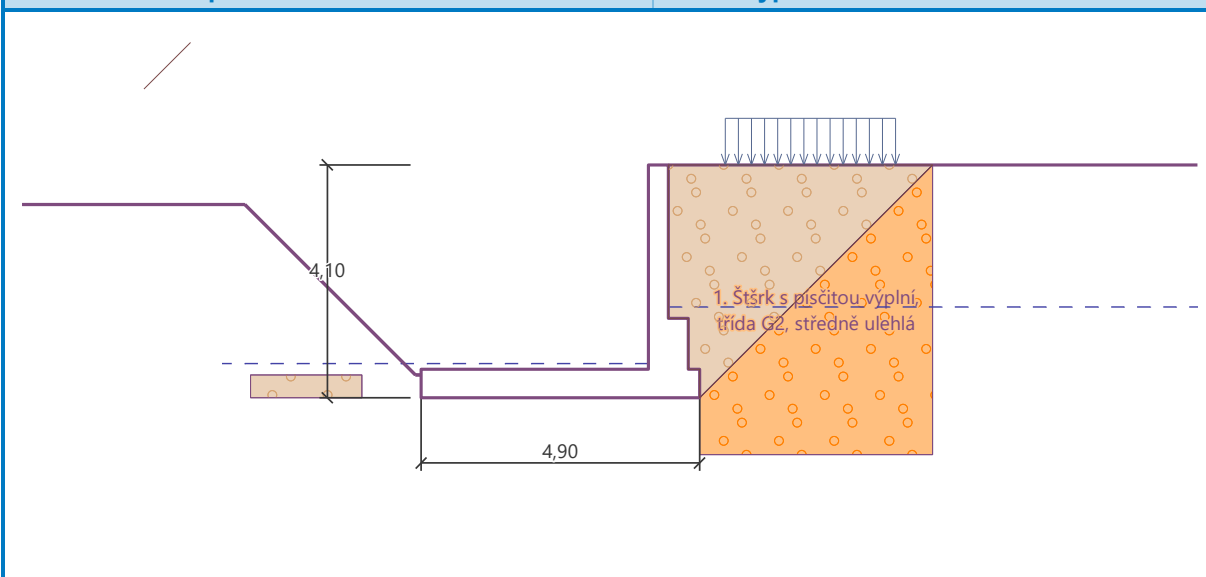 4,10
1. Štěrk s písčitou výplní,
třída G2, středně ulehlá
4,90